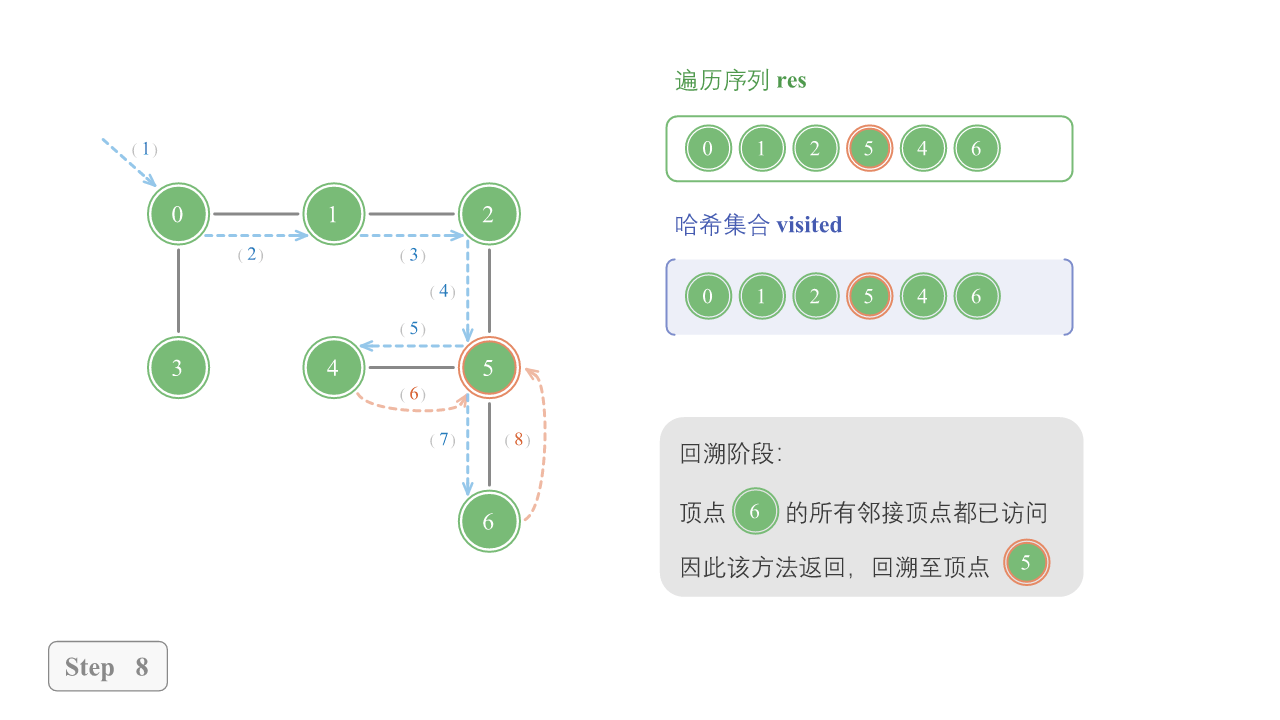 遍历序列 res
0 1 2 5 4 6
哈希集合 visited
0 1 2 5 4 6
( 1 )
0 1 2
( 2 ) ( 3 )
( 4 )
( 5 )
3 4 5
( 6 )
( 7 ) ( 8 )
6
回溯阶段：
顶点 6 的所有邻接顶点都已访问
因此该方法返回，回溯至顶点 5
Step 8